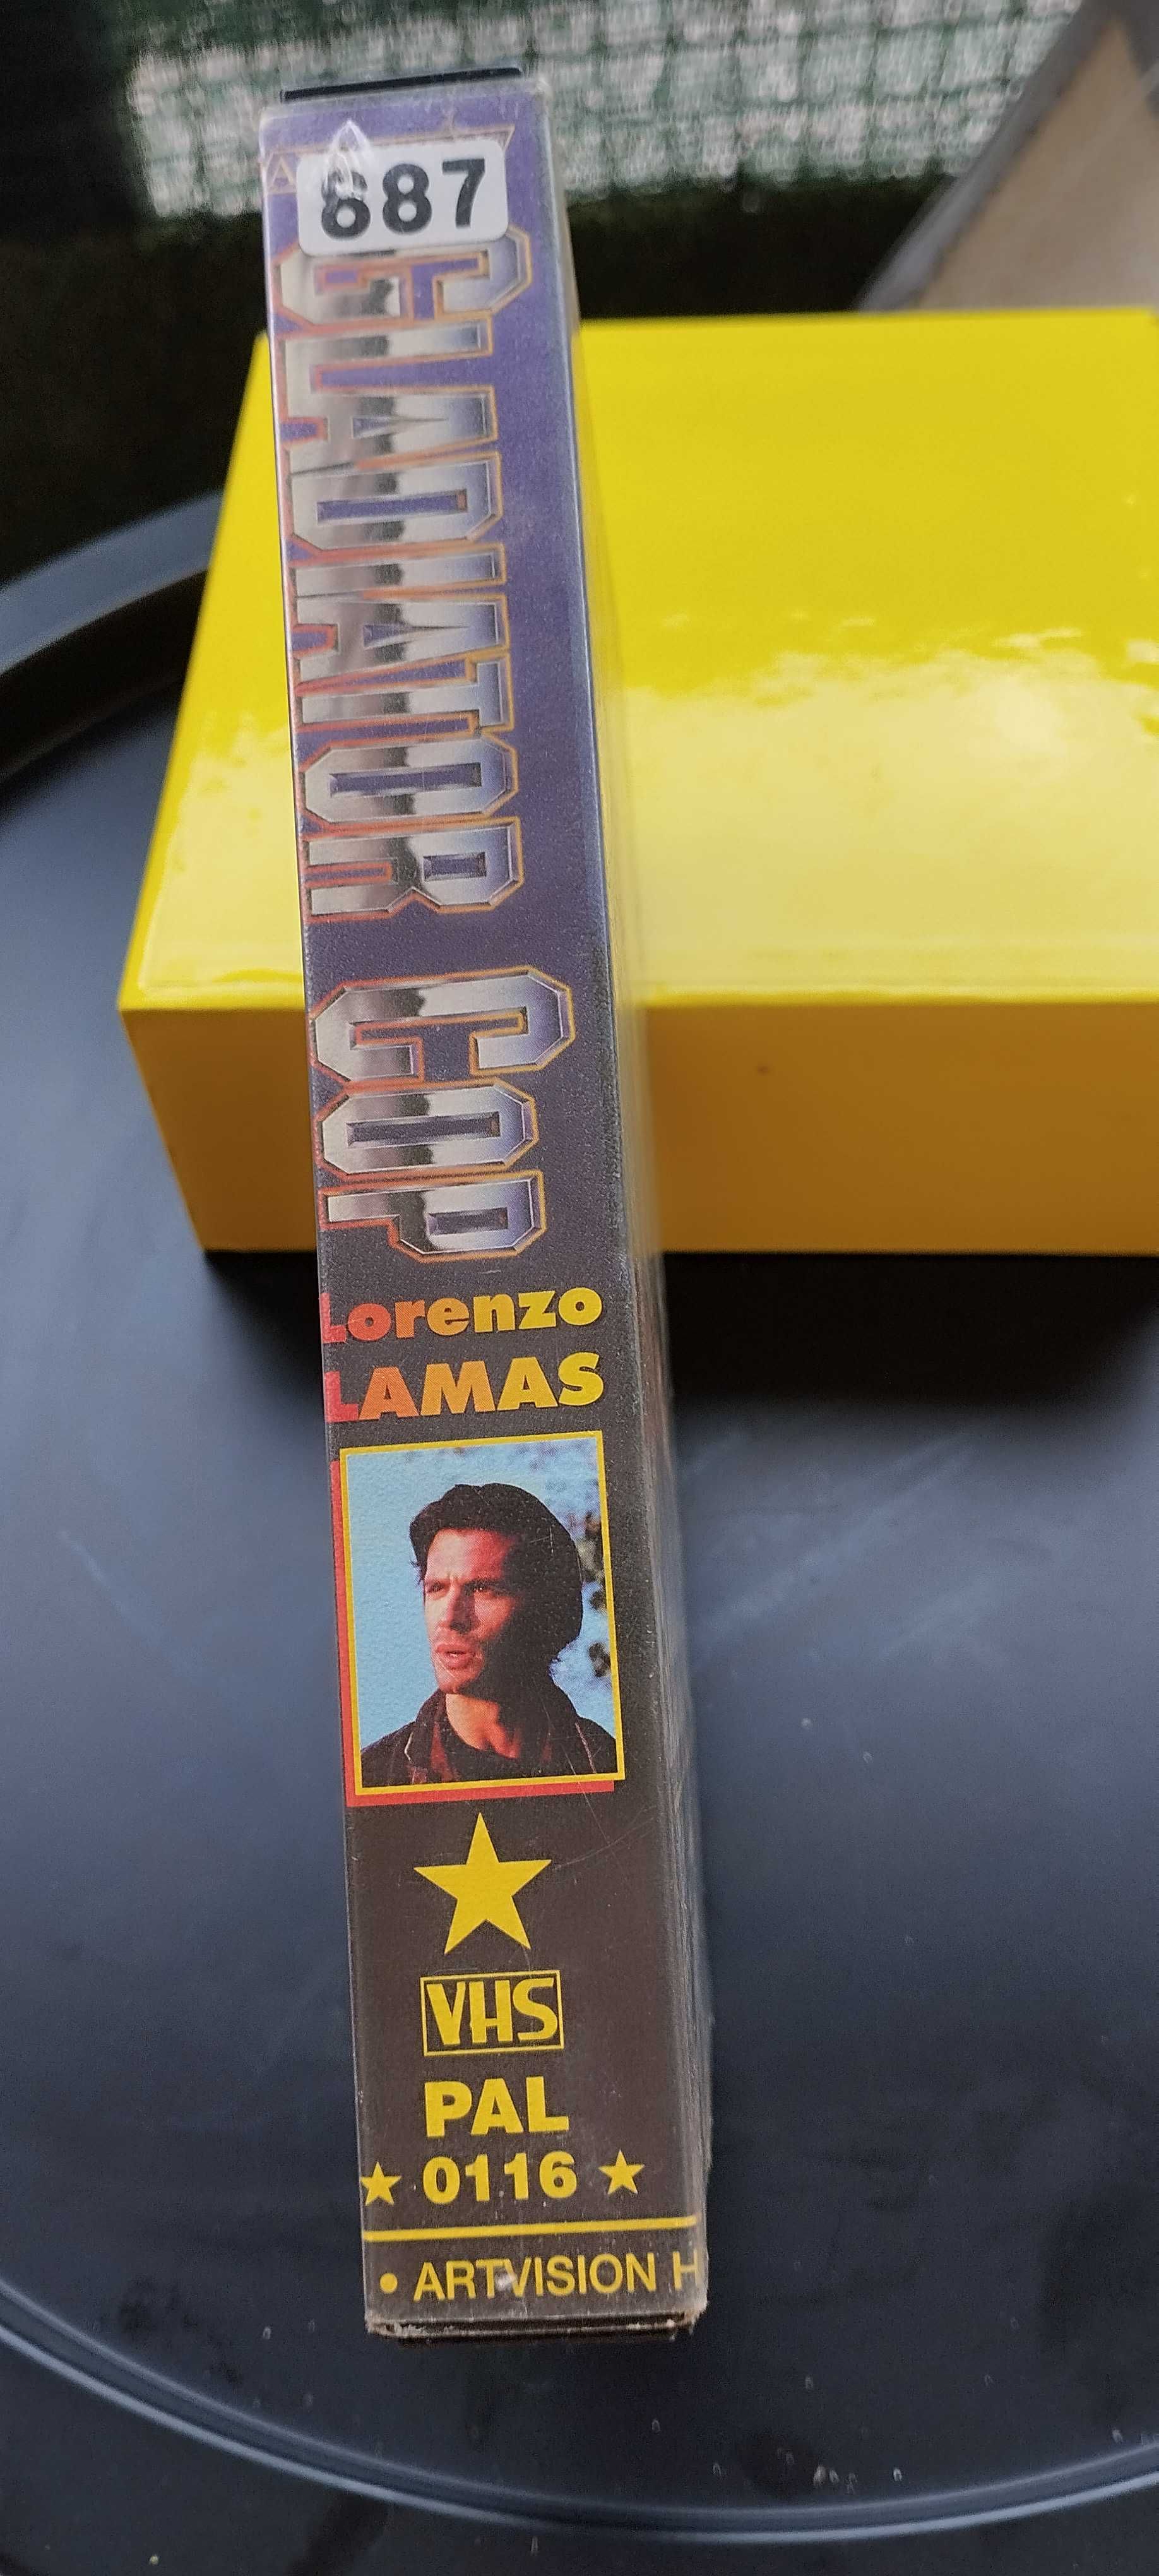 687
GLADIATOR COP
Lorenzo
LAMAS
VHS
PAL
0116
• ARTVISION H